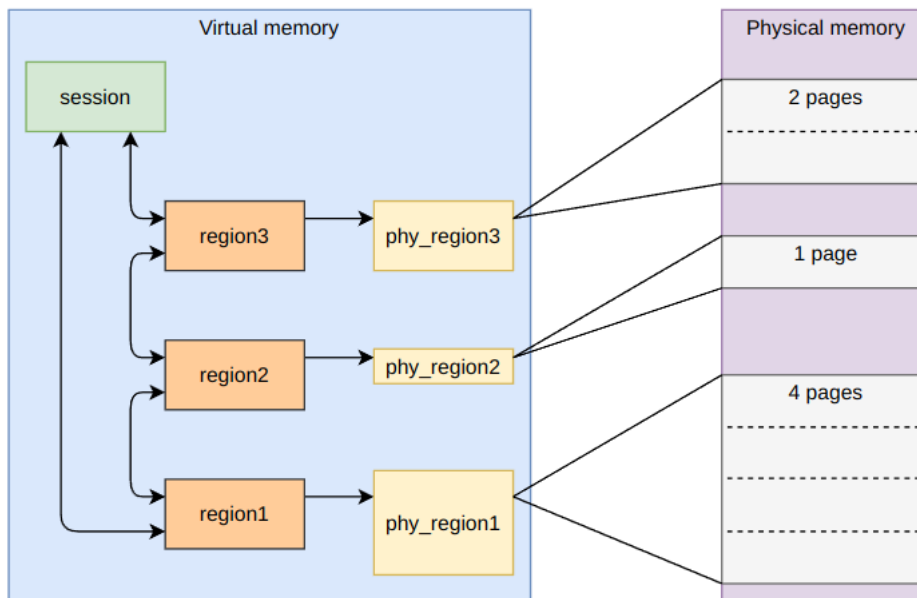 Virtual memory
Physical memory
session
2 pages
region3
phy_region3
1 page
region2
phy_region2
4 pages
region1
phy_region1